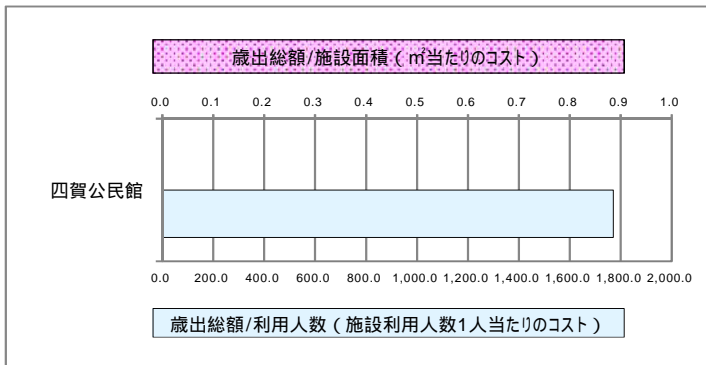 歳出総額/施設面積(㎡当たりのコスト)
0.0 0.1 0.2 0.3 0.4 0.5 0.6 0.7 0.8 0.9 1.0
四賀公民館
0.0 200.0 400.0 600.0 800.0 1,000.0 1,200.0 1,400.0 1,600.0 1,800.0 2,000.0
歳出総額/利用人数(施設利用人数1人当たりのコスト)